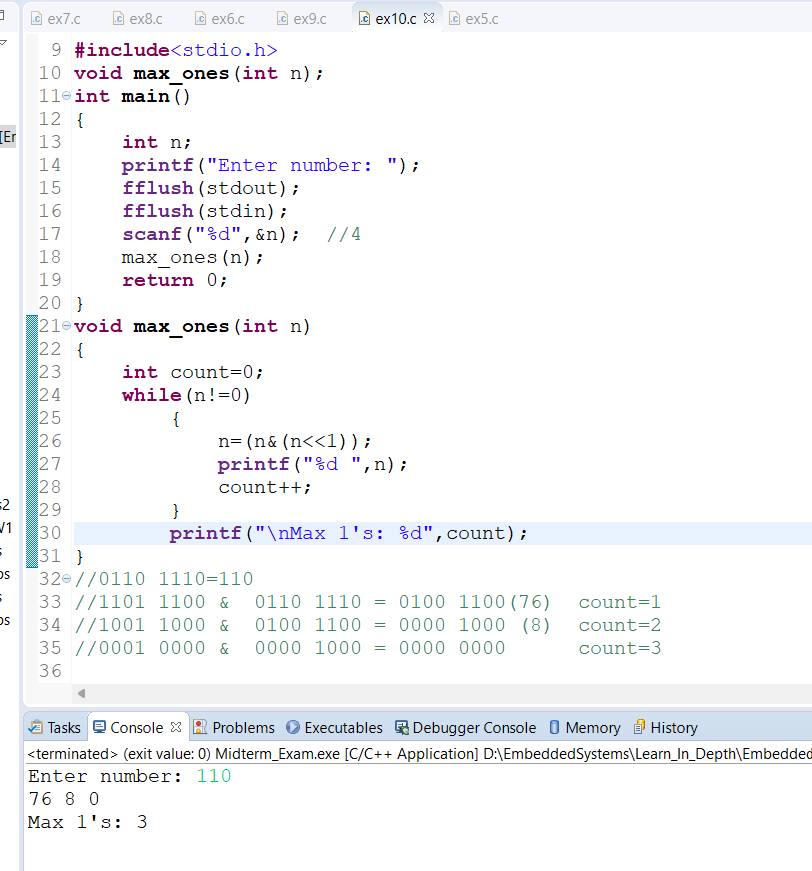 ex7.c ex8.c ex6.c ex9.c ex10.c ex5.c
9 #include<stdio.h>
10 void max_ones(int n);
11 int main()
12 {
[Er
13 int n;
14 printf("Enter number: ");
15 fflush(stdout);
16 fflush(stdin);
17 scanf("%d",&n); //4
18 max_ones(n);
19 return 0;
20 }
21 void max_ones(int n)
22 {
23 int count=0;
24 while(n!=0)
25 {
26 n=(n&(n<<1));
27 printf("%d ",n);
28 count++;
29 }
30 printf("\nMax 1's: %d",count);
31 }
32 //0110 1110=110
33 //1101 1100 & 0110 1110 = 0100 1100(76) count=1
34 //1001 1000 & 0100 1100 = 0000 1000 (8) count=2
35 //0001 0000 & 0000 1000 = 0000 0000 count=3
36
Tasks Console Problems Executables Debugger Console Memory History
<terminated> (exit value: 0) Midterm_Exam.exe [C/C++ Application] D:\EmbeddedSystems\Learn_In_Depth\Embedded
Enter number: 110
76 8 0
Max 1's: 3